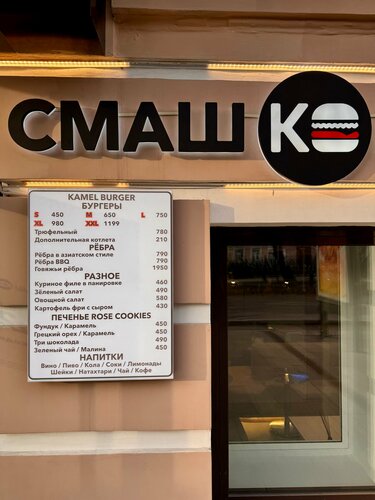 СМАШ КО
KAMEL BURGER
БУРГЕРЫ
S 450 M 650 L 750
XL 980 XXL 1199
Трюфельный 780
Дополнительная котлета 210
РЁБРА
Рёбра в азиатском стиле 790
Рёбра BBQ 790
Говяжьи рёбра 1950
РАЗНОЕ
Куриное филе в панировке 460
Зёленый салат 490
Овощной салат 580
Картофель фри с сыром 430
ПЕЧЕНЬЕ ROSE COOKIES
Фундук / Карамель 450
Грецкий орех / Карамель 450
Три шоколада 490
Зеленый чай / Малина 450
НАПИТКИ
Вино / Пиво / Кола / Соки / Лимонады
Шейки / Натахтари / Чай / Кофе